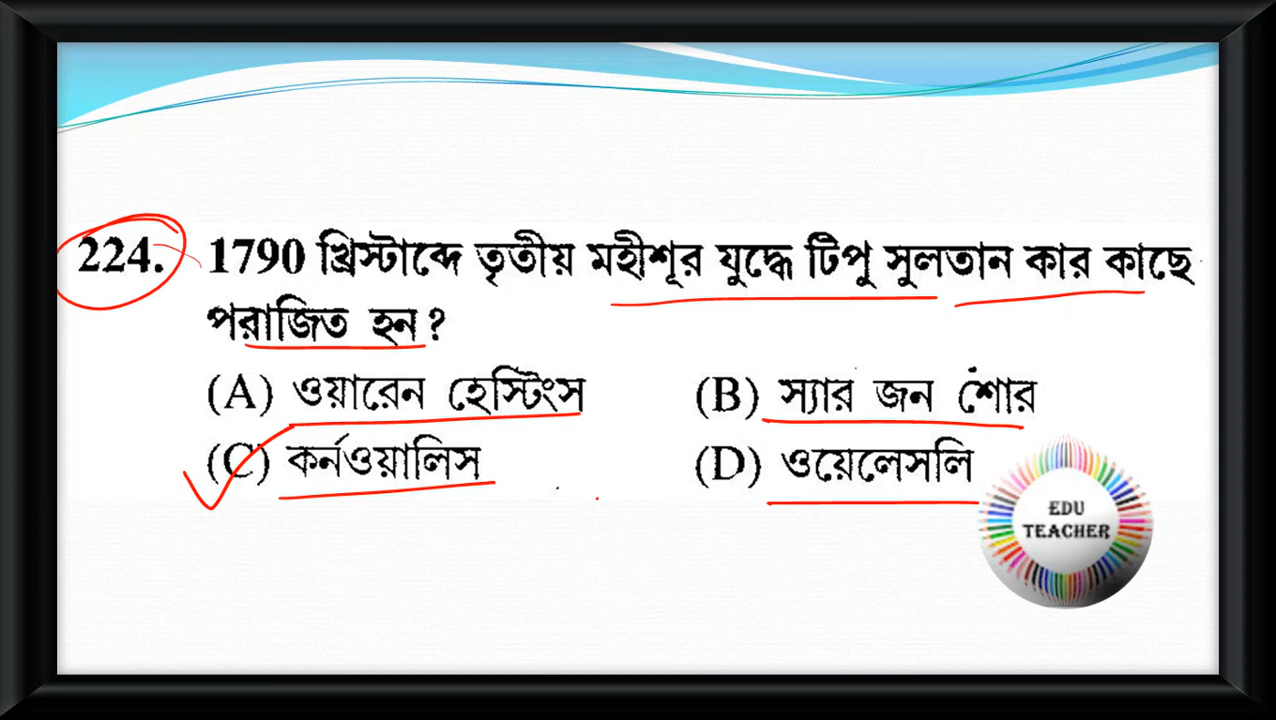 224. 1790 খ্রিস্টাব্দে তৃতীয় মহীশূর যুদ্ধে টিপু সুলতান কার কাছে
পরাজিত হন ?
(A) ওয়ারেন হেস্টিংস (B) স্যার জন শোর
(C) কর্নওয়ালিস (D) ওয়েলেসলি
EDU
TEACHER